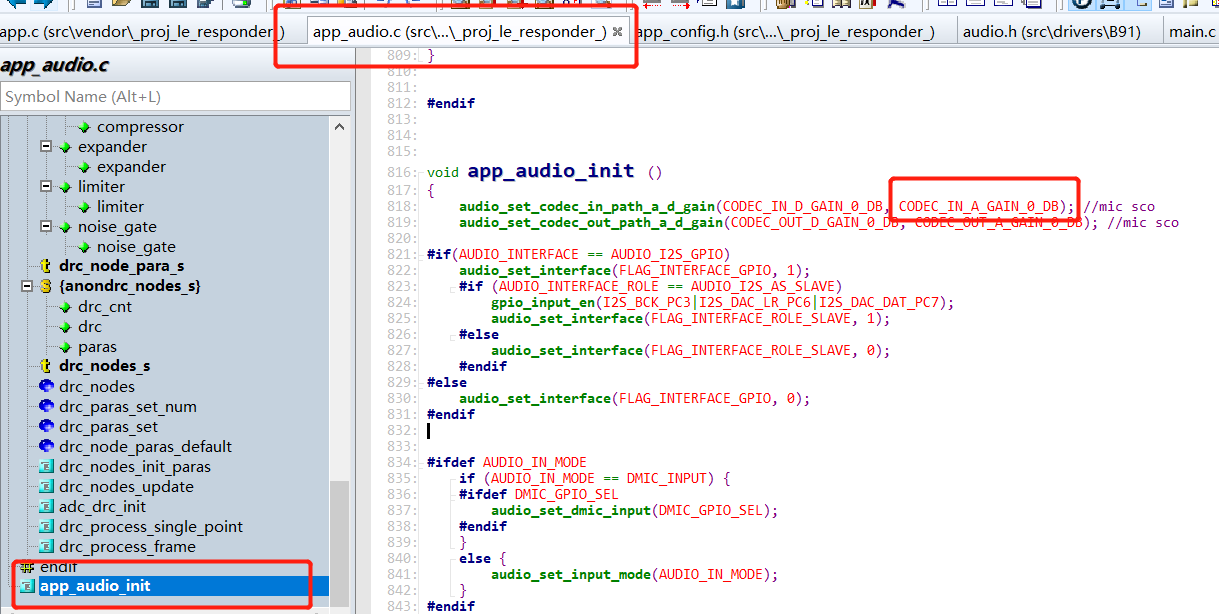 app.c (src\vendor\_proj_le_responder_)
app_audio.c (src\...\_proj_le_responder_)
app_config.h (src\...\_proj_le_responder_)
audio.h (src\drivers\B91)
main.c
app_audio.c
Symbol Name (Alt+L)
compressor
expander
expander
limiter
limiter
noise_gate
noise_gate
drc_node_para_s
{anondrc_nodes_s}
drc_cnt
drc
paras
drc_nodes_s
drc_nodes
drc_paras_set_num
drc_paras_set
drc_node_paras_default
drc_nodes_init_paras
drc_nodes_update
adc_drc_init
drc_process_single_point
drc_process_frame
endif
app_audio_init
809: }
810:
811:
812: #endif
813:
814:
815:
816: void app_audio_init ()
817: {
818: audio_set_codec_in_path_a_d_gain(CODEC_IN_D_GAIN_0_DB, CODEC_IN_A_GAIN_0_DB); //mic sco
819: audio_set_codec_out_path_a_d_gain(CODEC_OUT_D_GAIN_0_DB, CODEC_OUT_A_GAIN_0_DB); //mic sco
820:
821: #if(AUDIO_INTERFACE == AUDIO_I2S_GPIO)
822: audio_set_interface(FLAG_INTERFACE_GPIO, 1);
823: #if (AUDIO_INTERFACE_ROLE == AUDIO_I2S_AS_SLAVE)
824: gpio_input_en(I2S_BCK_PC3|I2S_DAC_LR_PC6|I2S_DAC_DAT_PC7);
825: audio_set_interface(FLAG_INTERFACE_ROLE_SLAVE, 1);
826: #else
827: audio_set_interface(FLAG_INTERFACE_ROLE_SLAVE, 0);
828: #endif
829: #else
830: audio_set_interface(FLAG_INTERFACE_GPIO, 0);
831: #endif
832:
833:
834: #ifdef AUDIO_IN_MODE
835: if (AUDIO_IN_MODE == DMIC_INPUT) {
836: #ifdef DMIC_GPIO_SEL
837: audio_set_dmic_input(DMIC_GPIO_SEL);
838: #endif
839: }
840: else {
841: audio_set_input_mode(AUDIO_IN_MODE);
842: }
843: #endif